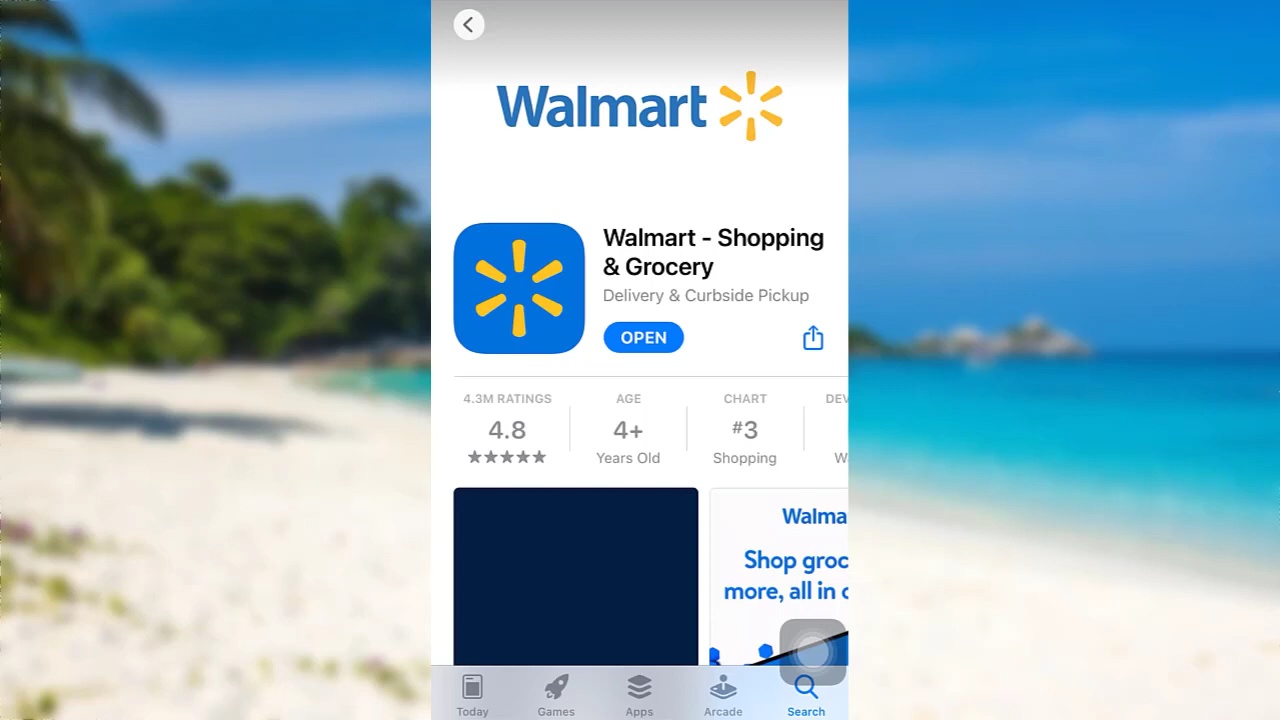 Walmart
Walmart - Shopping
& Grocery
Delivery & Curbside Pickup
OPEN
4.3M RATINGS
4.8
★★★★★
AGE
4+
Years Old
CHART
#3
Shopping
DEV
W
Walma
Shop groc
more, all in
Today
Games
Apps
Arcade
Search